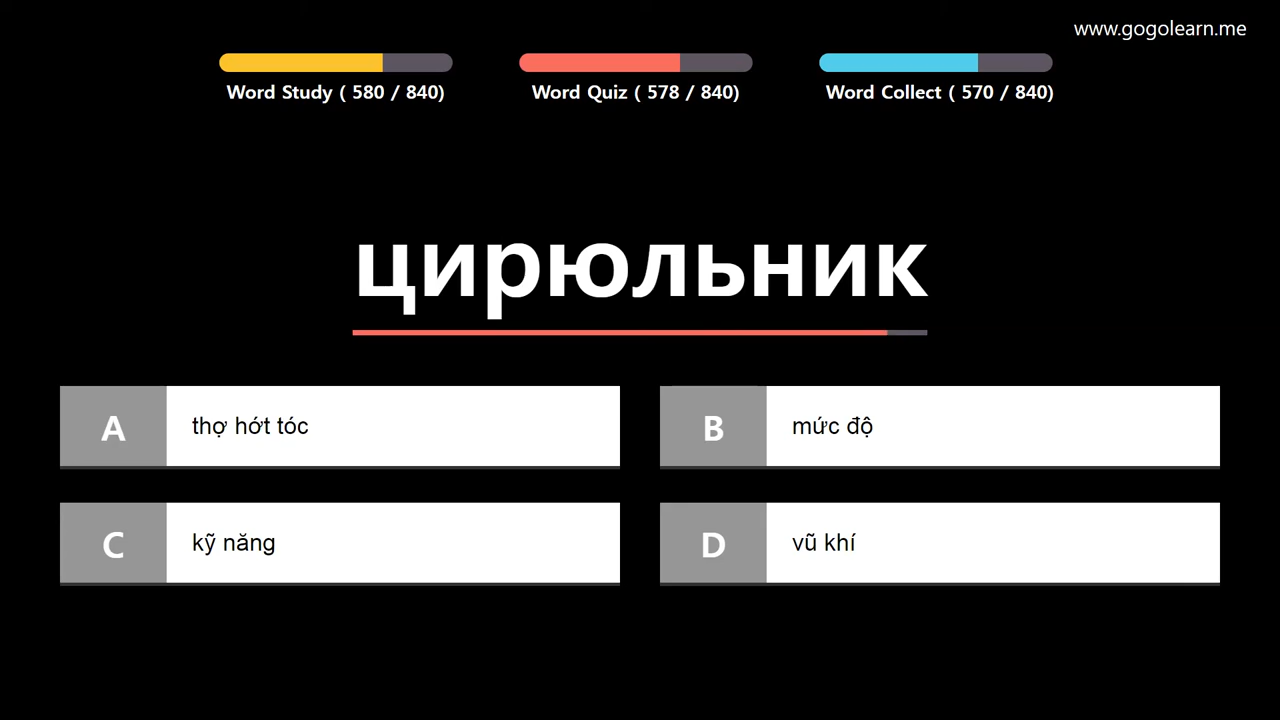 www.gogolearn.me
Word Study ( 580 / 840)
Word Quiz ( 578 / 840)
Word Collect ( 570 / 840)
цирюльник
A
thợ hớt tóc
B
mức độ
C
kỹ năng
D
vũ khí